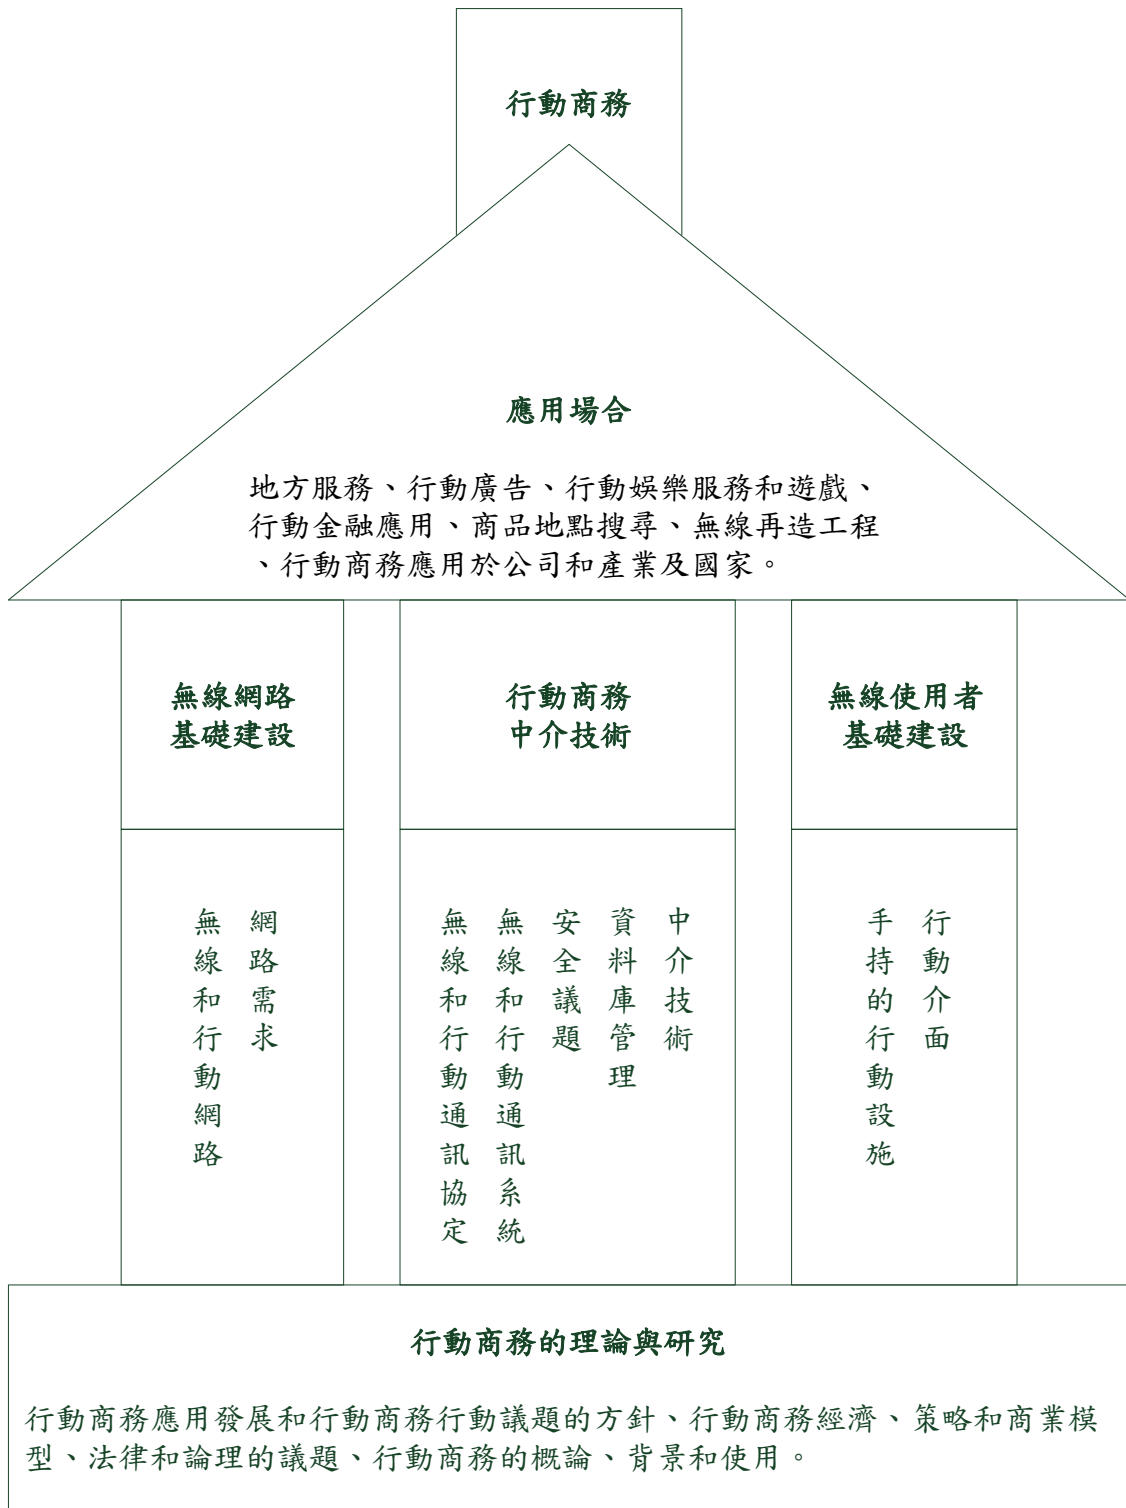 行動商務
應用場合
地方服務、行動廣告、行動娛樂服務和遊戲、
行動金融應用、商品地點搜尋、無線再造工程
、行動商務應用於公司和產業及國家。
無線網路
基礎建設
行動商務
中介技術
無線使用者
基礎建設
網路需求
無線和行動網路
中介技術
資料庫管理
安全議題
無線和行動通訊系統
無線和行動通訊協定
行動介面
手持的行動設施
行動商務的理論與研究
行動商務應用發展和行動商務行動議題的方針、行動商務經濟、策略和商業模
型、法律和論理的議題、行動商務的概論、背景和使用。